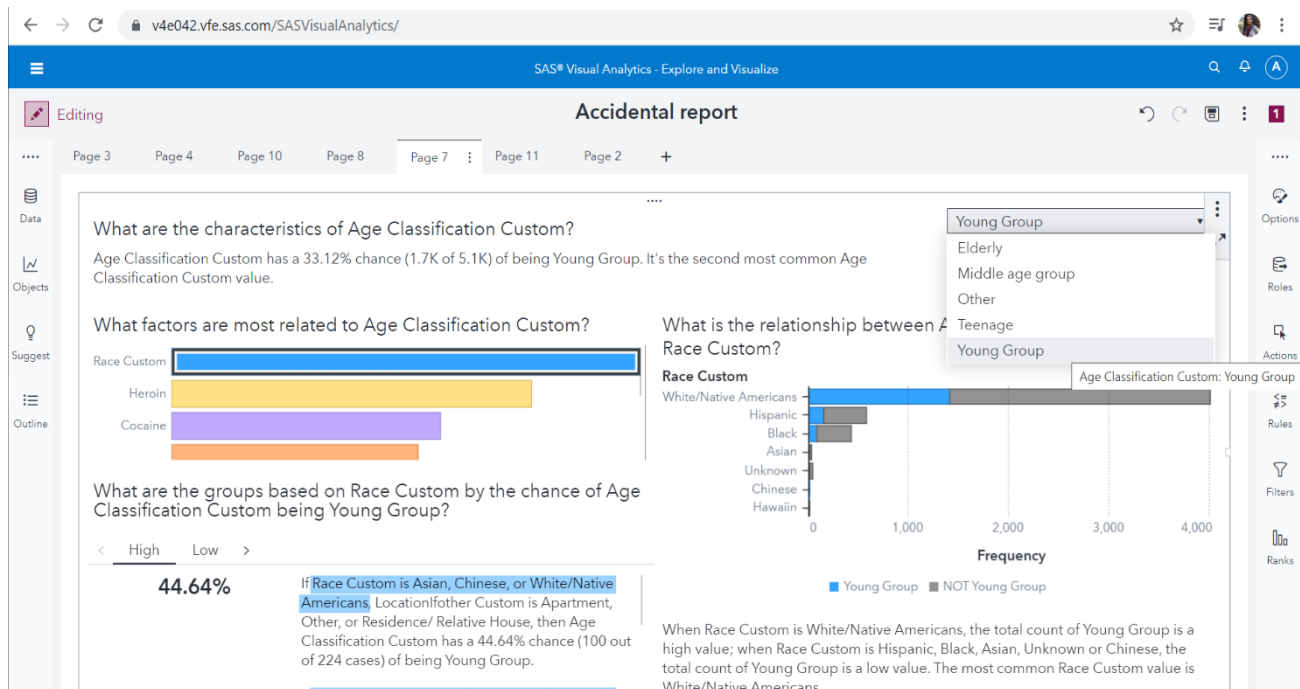 v4e042.vfe.sas.com/SASVisualAnalytics/
SAS® Visual Analytics - Explore and Visualize
A
Editing
Accidental report
1
Page 3
Page 4
Page 10
Page 8
Page 7
Page 11
Page 2
+
Data
Objects
Suggest
Outline
Options
Roles
Actions
Rules
Filters
Ranks
What are the characteristics of Age Classification Custom?
Age Classification Custom has a 33.12% chance (1.7K of 5.1K) of being Young Group. It's the second most common Age
Classification Custom value.
Young Group
Elderly
Middle age group
Other
Teenage
Young Group
Age Classification Custom: Young Group
What factors are most related to Age Classification Custom?
Race Custom
Heroin
Cocaine
What is the relationship between A
Race Custom?
Race Custom
White/Native Americans
Hispanic
Black
Asian
Unknown
Chinese
Hawaiin
0
1,000
2,000
3,000
4,000
Frequency
Young Group
NOT Young Group
What are the groups based on Race Custom by the chance of Age
Classification Custom being Young Group?
< High Low >
44.64%
If Race Custom is Asian, Chinese, or White/Native
Americans, LocationIfother Custom is Apartment,
Other, or Residence/ Relative House, then Age
Classification Custom has a 44.64% chance (100 out
of 224 cases) of being Young Group.
When Race Custom is White/Native Americans, the total count of Young Group is a
high value; when Race Custom is Hispanic, Black, Asian, Unknown or Chinese, the
total count of Young Group is a low value. The most common Race Custom value is
White/Native Americans